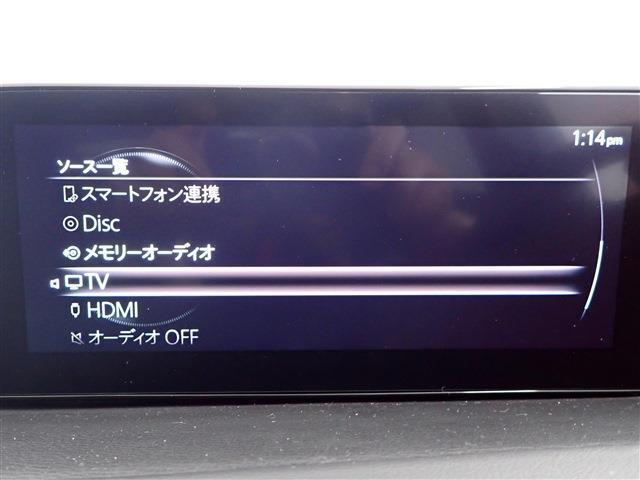 1:14pm
ソース一覧
スマートフォン連携
Disc
メモリーオーディオ
TV
HDMI
オーディオ OFF